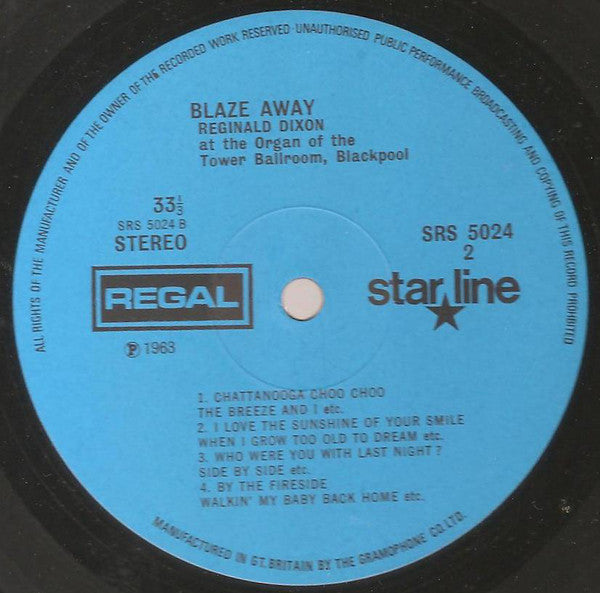 ALL RIGHTS OF THE MANUFACTURER AND OF THE OWNER OF THE RECORDED WORK RESERVED · UNAUTHORISED PUBLIC PERFORMANCE BROADCASTING AND COPYING OF THIS RECORD PROHIBITED
BLAZE AWAY
REGINALD DIXON
at the Organ of the
Tower Ballroom, Blackpool
33⅓
SRS 5024 B
STEREO
SRS 5024
2
REGAL
star line
℗ 1963
1. CHATTANOOGA CHOO CHOO
THE BREEZE AND I etc.
2. I LOVE THE SUNSHINE OF YOUR SMILE
WHEN I GROW TOO OLD TO DREAM etc.
3. WHO WERE YOU WITH LAST NIGHT?
SIDE BY SIDE etc.
4. BY THE FIRESIDE
WALKIN' MY BABY BACK HOME etc.
MANUFACTURED IN GT. BRITAIN BY THE GRAMOPHONE CO. LTD.